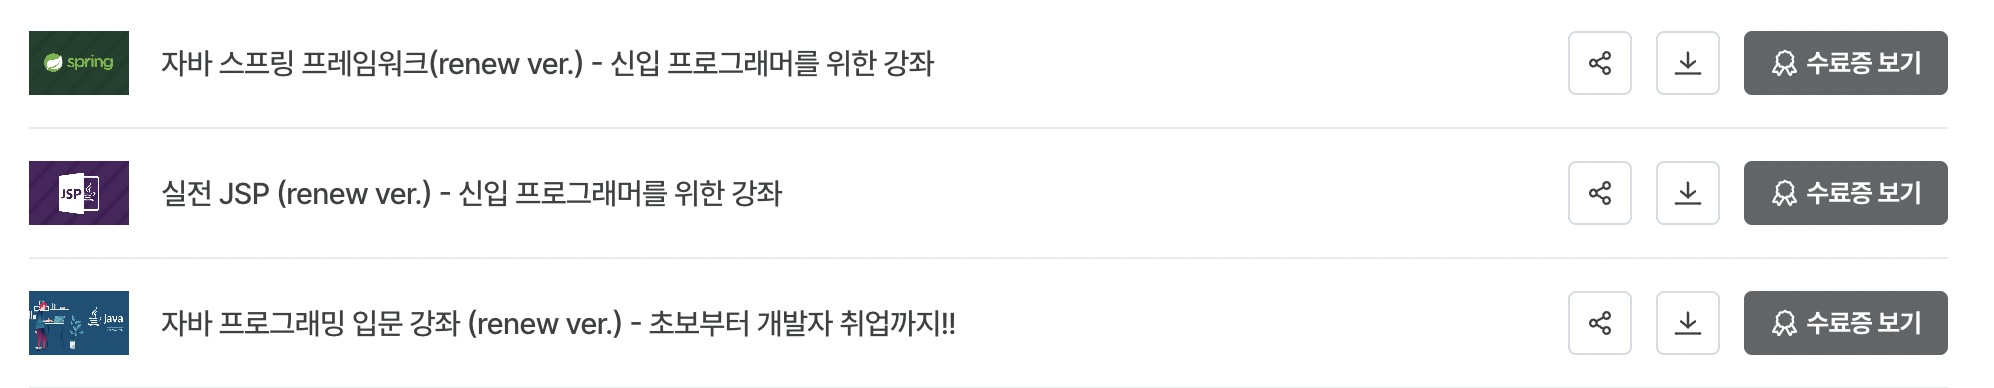 spring
자바 스프링 프레임워크(renew ver.) - 신입 프로그래머를 위한 강좌
수료증 보기
JSP
실전 JSP (renew ver.) - 신입 프로그래머를 위한 강좌
수료증 보기
Java
자바 프로그래밍 입문 강좌 (renew ver.) - 초보부터 개발자 취업까지!!
수료증 보기